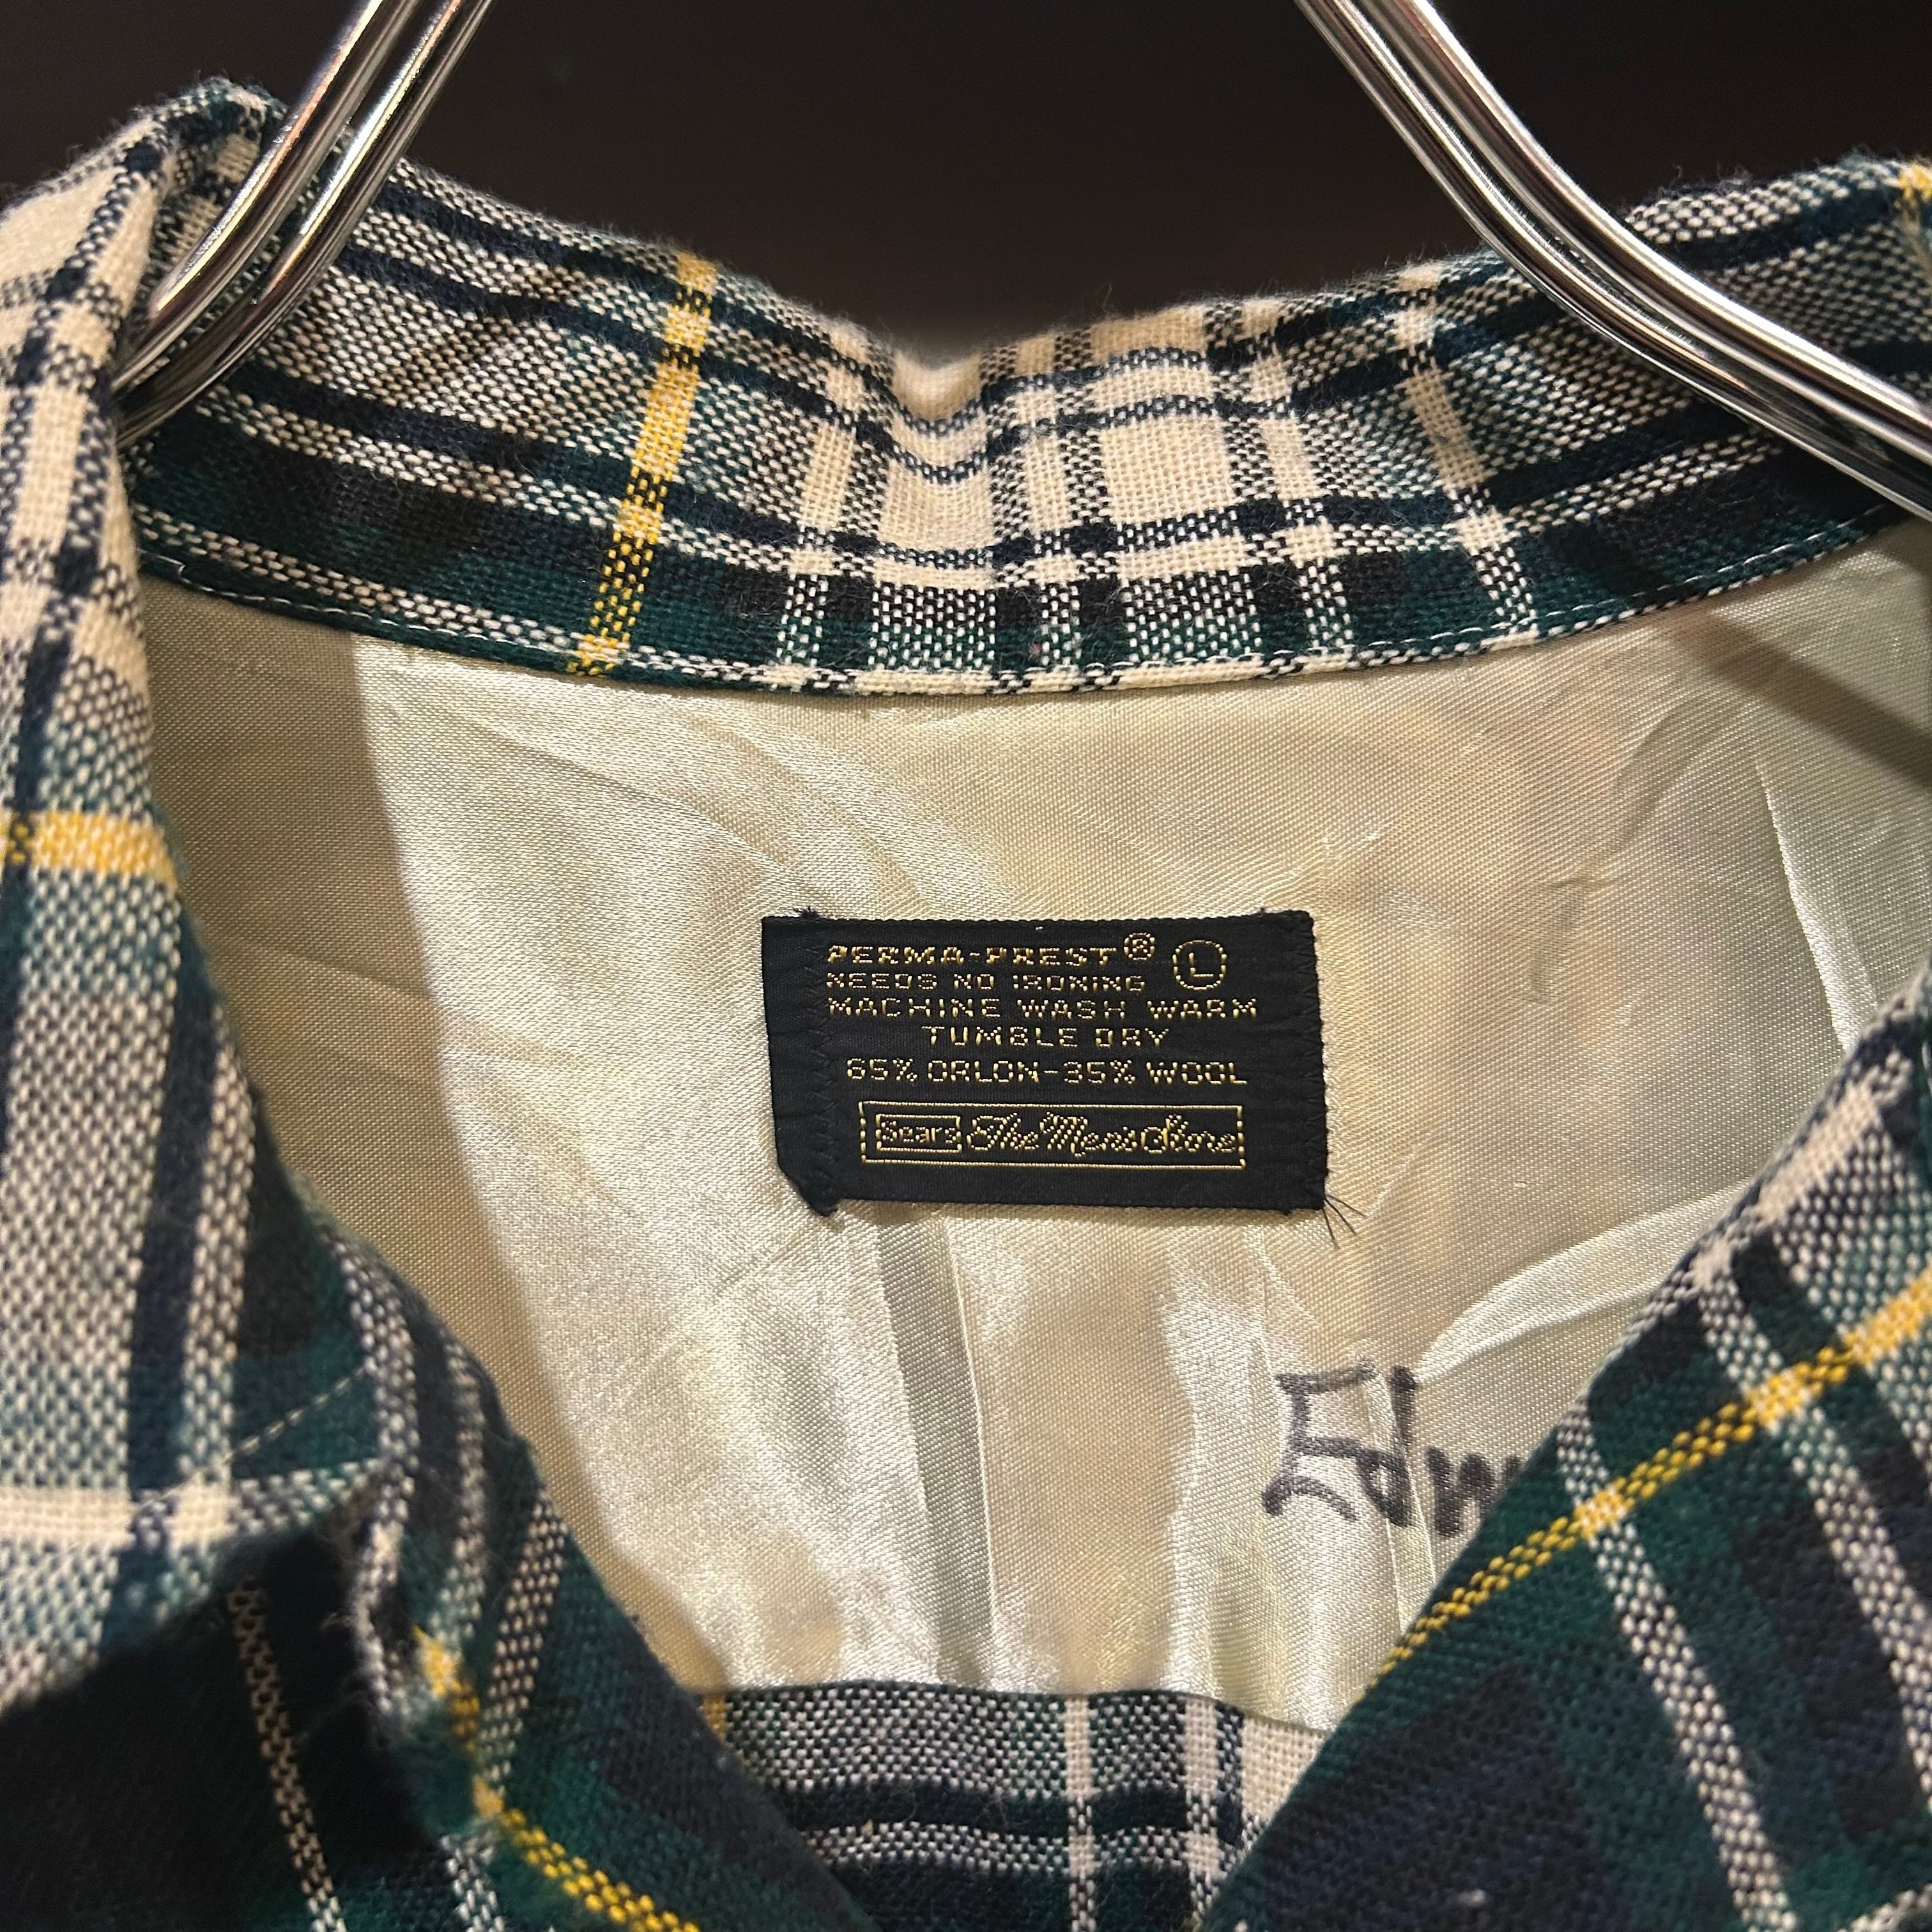 PERMA-PREST® L
NEEDS NO IRONING
MACHINE WASH WARM
TUMBLE DRY
65% ORLON-35% WOOL
Sears The Men's Store